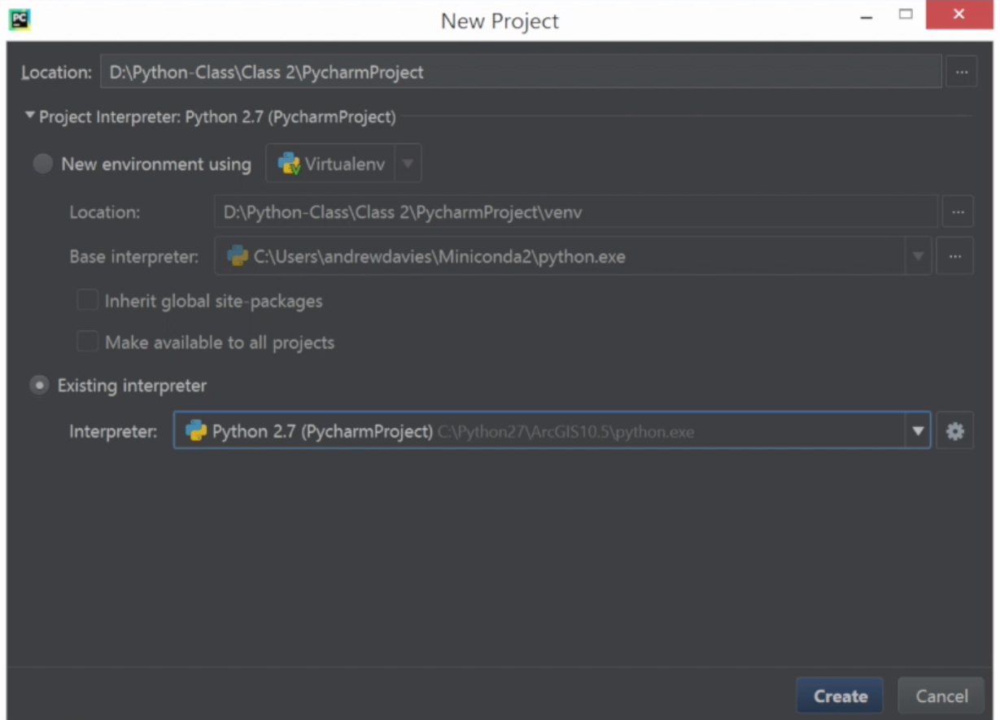 New Project
Location: D:\Python-Class\Class 2\PycharmProject ...
Project Interpreter: Python 2.7 (PycharmProject)
New environment using Virtualenv
Location: D:\Python-Class\Class 2\PycharmProject\venv ...
Base interpreter: C:\Users\andrewdavies\Miniconda2\python.exe ...
Inherit global site-packages
Make available to all projects
Existing interpreter
Interpreter: Python 2.7 (PycharmProject) C:\Python27\ArcGIS10.5\python.exe
Create Cancel